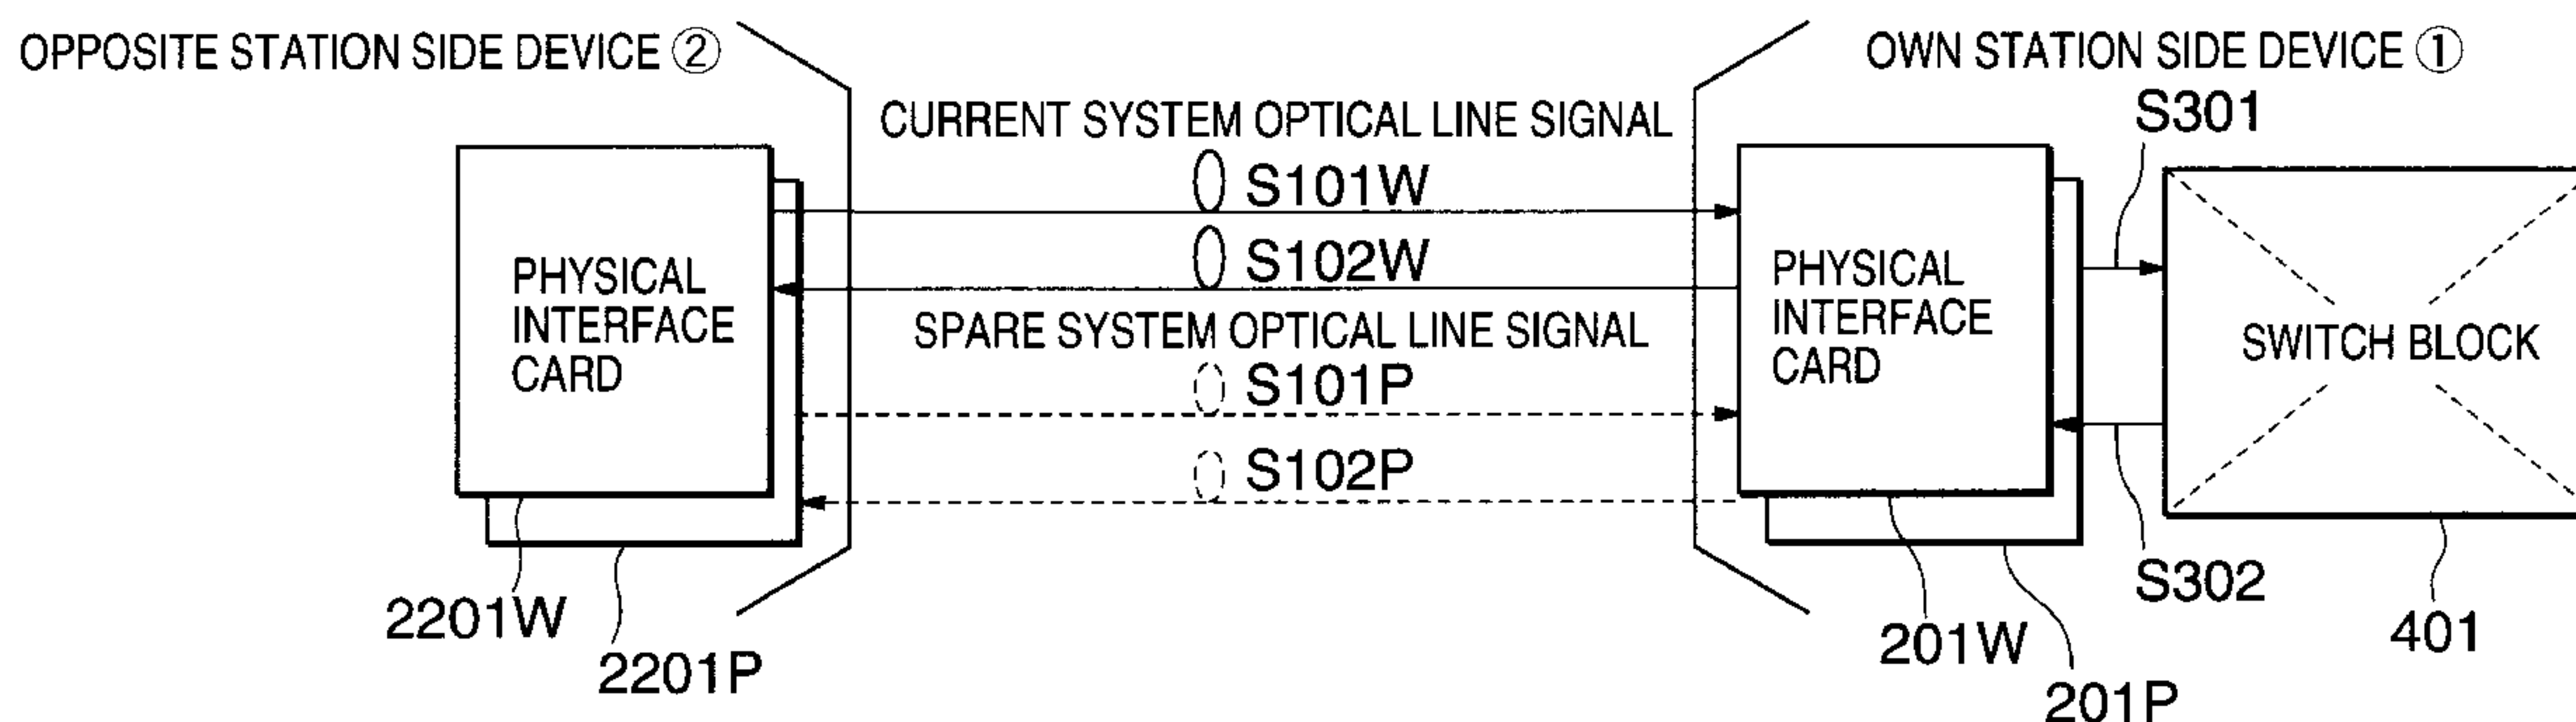 OPPOSITE STATION SIDE DEVICE ②
OWN STATION SIDE DEVICE ①
S301
CURRENT SYSTEM OPTICAL LINE SIGNAL
S101W
S102W
SPARE SYSTEM OPTICAL LINE SIGNAL
S101P
S102P
PHYSICAL
INTERFACE
CARD
PHYSICAL
INTERFACE
CARD
SWITCH BLOCK
S302
2201W
2201P
201W
201P
401